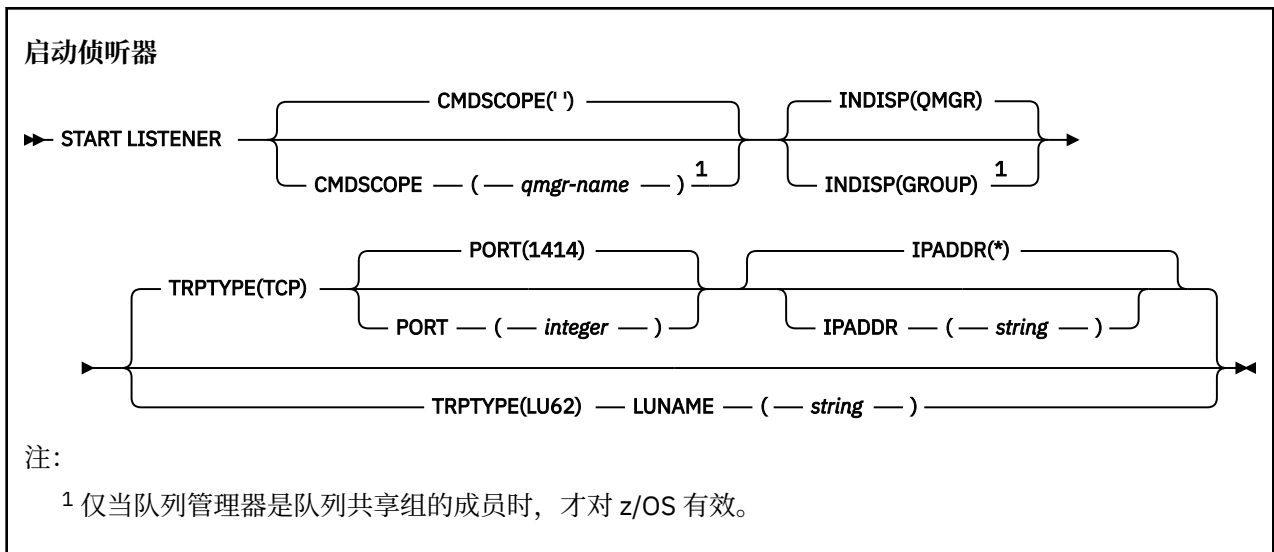 启动侦听器
CMDSCOPE(' ') INDISP(QMGR)
START LISTENER
CMDSCOPE ( qmgr-name ) 1 INDISP(GROUP) 1
PORT(1414) IPADDR(*)
TRPTYPE(TCP)
PORT ( integer ) IPADDR ( string )
TRPTYPE(LU62) LUNAME ( string )
注：
1 仅当队列管理器是队列共享组的成员时，才对 z/OS 有效。